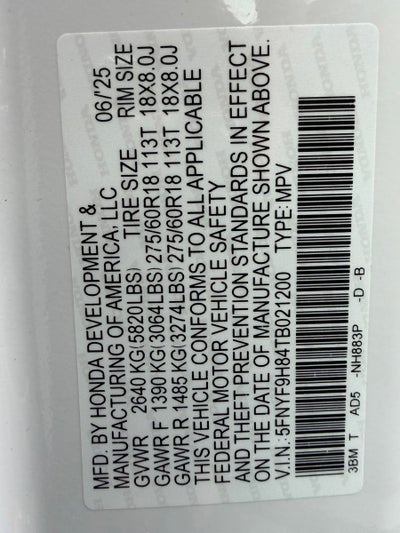 MFD. BY HONDA DEVELOPMENT &
MANUFACTURING OF AMERICA, LLC 06/'25
GVWR 2640 KG(5820LBS) TIRE SIZE RIM SIZE
GAWR F 1390 KG(3064LBS) 275/60R18 113T 18X8.0J
GAWR R 1485 KG(3274LBS) 275/60R18 113T 18X8.0J
THIS VEHICLE CONFORMS TO ALL APPLICABLE
FEDERAL MOTOR VEHICLE SAFETY
AND THEFT PREVENTION STANDARDS IN EFFECT
ON THE DATE OF MANUFACTURE SHOWN ABOVE.
V.I.N.: 5FNYF9H84TB021200 TYPE: MPV
3BM T AD5 -NH883P -D -B